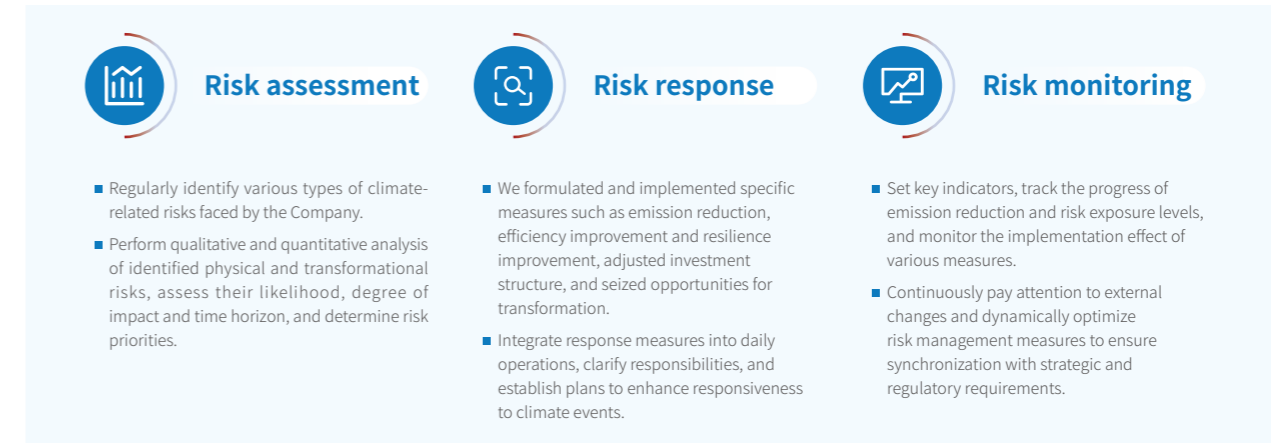 Risk assessment
Regularly identify various types of climate-
related risks faced by the Company.
Perform qualitative and quantitative analysis
of identified physical and transformational
risks, assess their likelihood, degree of
impact and time horizon, and determine risk
priorities.
Risk response
We formulated and implemented specific
measures such as emission reduction,
efficiency improvement and resilience
improvement, adjusted investment
structure, and seized opportunities for
transformation.
Integrate response measures into daily
operations, clarify responsibilities, and
establish plans to enhance responsiveness
to climate events.
Risk monitoring
Set key indicators, track the progress of
emission reduction and risk exposure levels,
and monitor the implementation effect of
various measures.
Continuously pay attention to external
changes and dynamically optimize
risk management measures to ensure
synchronization with strategic and
regulatory requirements.